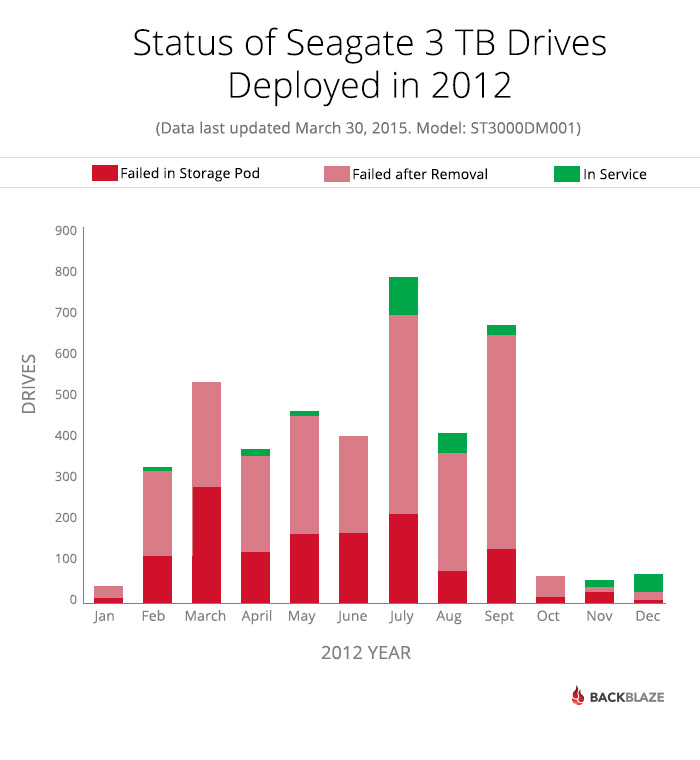 Status of Seagate 3 TB Drives
Deployed in 2012
(Data last updated March 30, 2015. Model: ST3000DM001)
Failed in Storage Pod Failed after Removal In Service
900
800
700
600
500
400
300
200
100
0
DRIVES
Jan Feb March April May June July Aug Sept Oct Nov Dec
2012 YEAR
BACKBLAZE